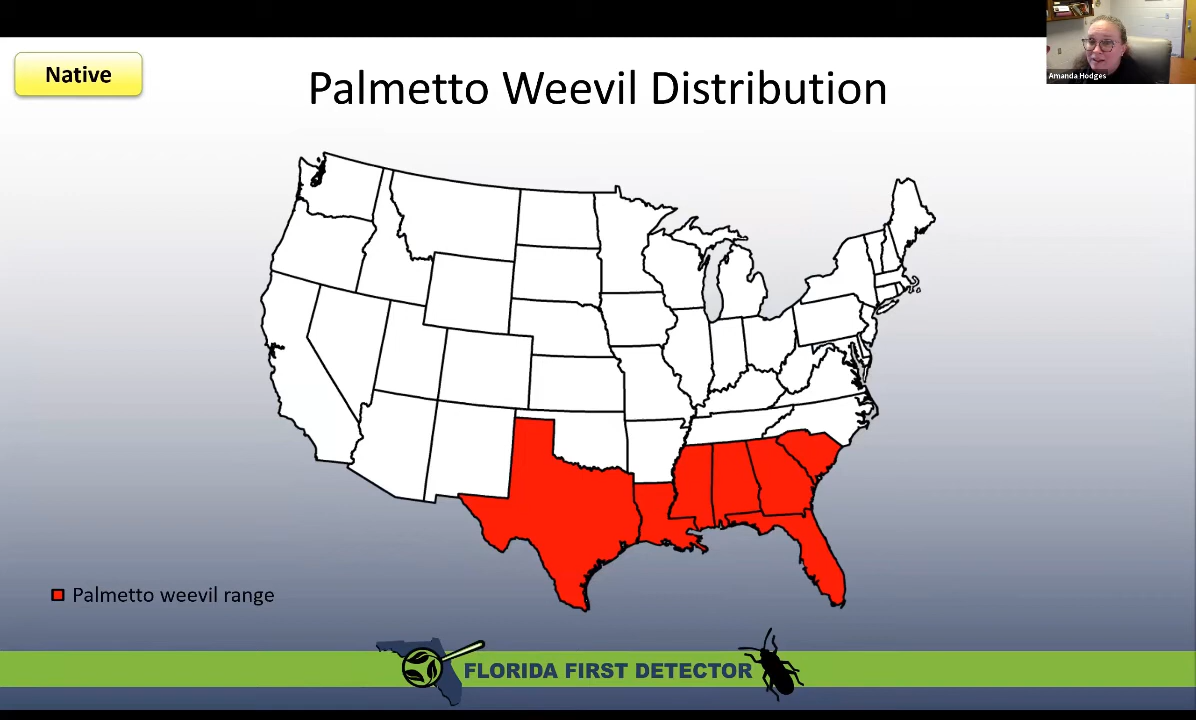 Native
Palmetto Weevil Distribution
Amanda Hodges
Palmetto weevil range
FLORIDA FIRST DETECTOR